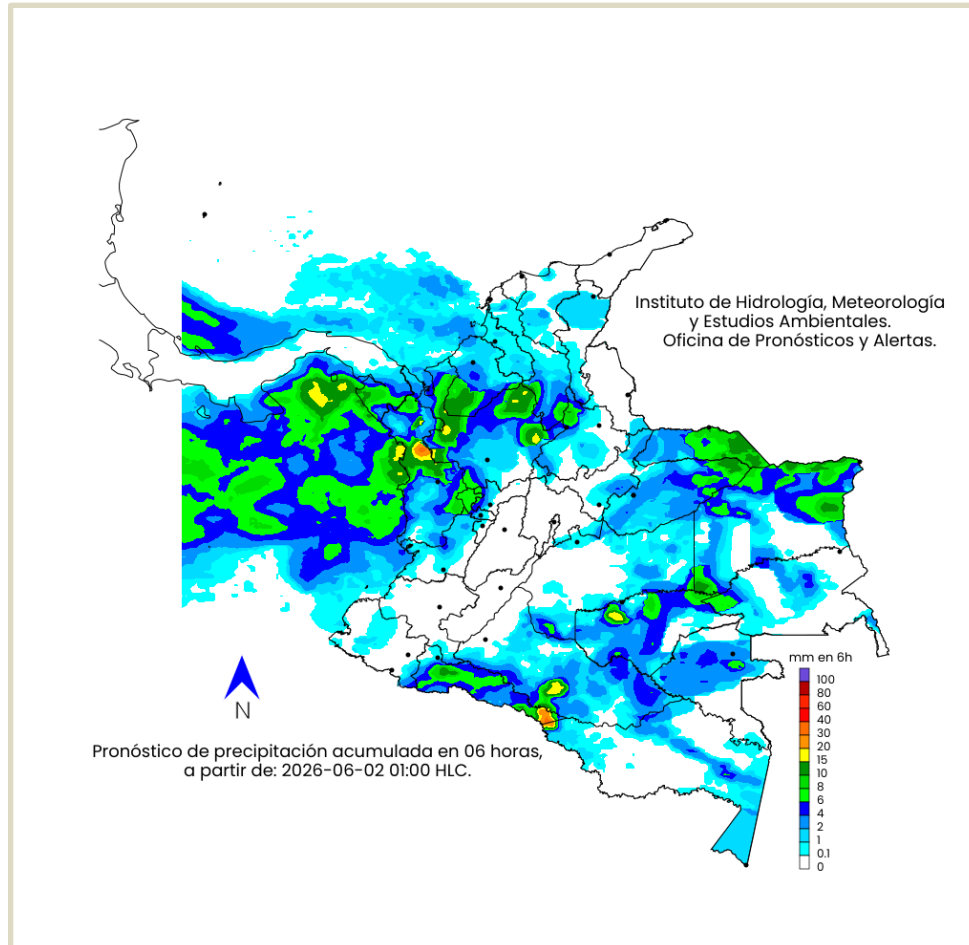 Instituto de Hidrología, Meteorología
y Estudios Ambientales.
Oficina de Pronósticos y Alertas.
mm en 6h
100
80
60
40
30
20
15
10
8
6
4
2
1
0.1
0
N
Pronóstico de precipitación acumulada en 06 horas,
a partir de: 2026-06-02 01:00 HLC.